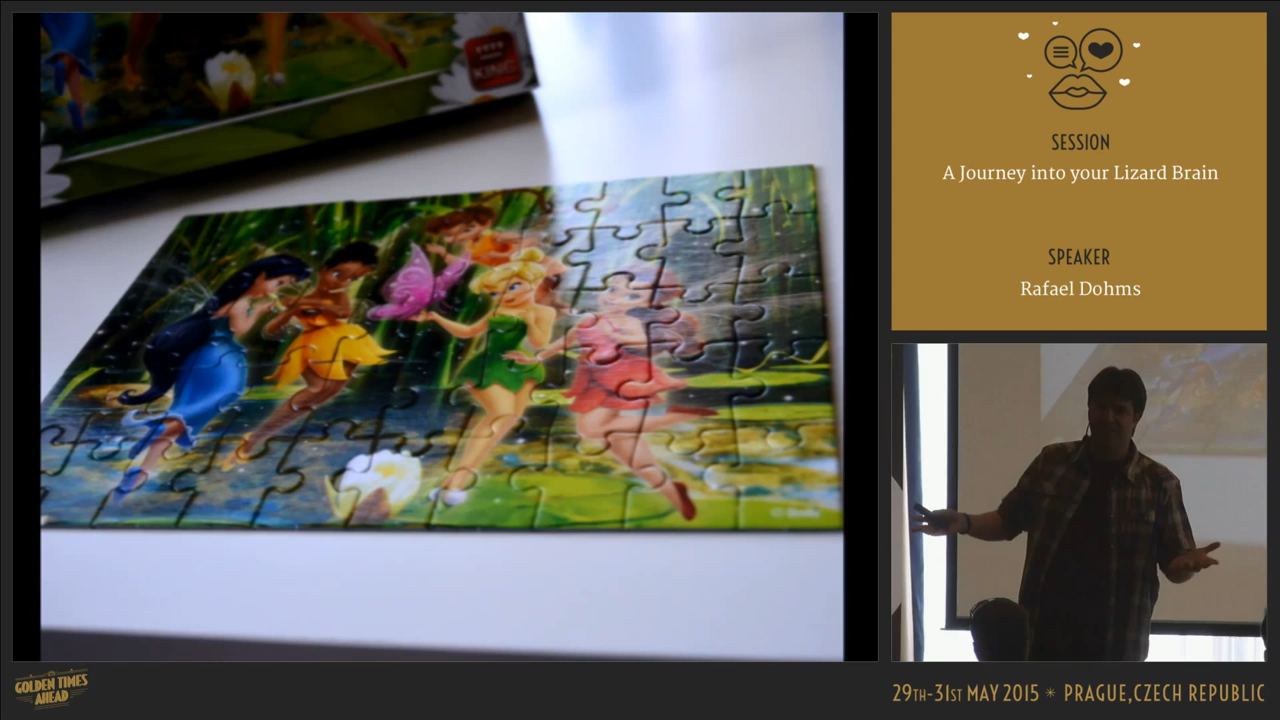 KING
SESSION
A Journey into your Lizard Brain
SPEAKER
Rafael Dohms
GOLDEN TIMES
AHEAD
29TH-31ST MAY 2015 * PRAGUE,CZECH REPUBLIC